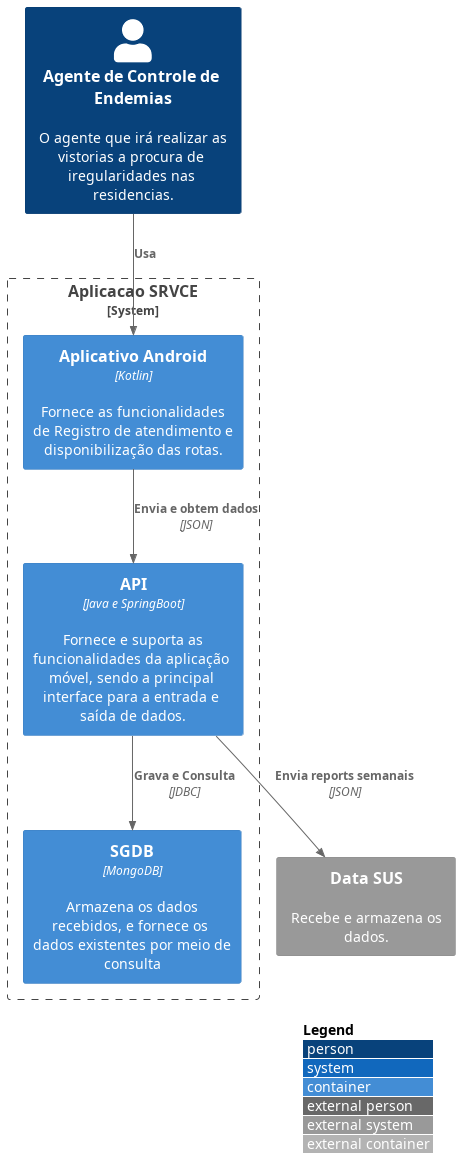 Agente de Controle de
Endemias
O agente que irá realizar as
vistorias a procura de
iregularidades nas
residencias.
Usa
Aplicacao SRVCE
[System]
Aplicativo Android
[Kotlin]
Fornece as funcionalidades
de Registro de atendimento e
disponibilização das rotas.
Envia e obtem dados
[JSON]
API
[Java e SpringBoot]
Fornece e suporta as
funcionalidades da aplicação
móvel, sendo a principal
interface para a entrada e
saída de dados.
Grava e Consulta
[JDBC]
Envia reports semanais
[JSON]
SGDB
[MongoDB]
Armazena os dados
recebidos, e fornece os
dados existentes por meio de
consulta
Data SUS
Recebe e armazena os
dados.
Legend
person
system
container
external person
external system
external container